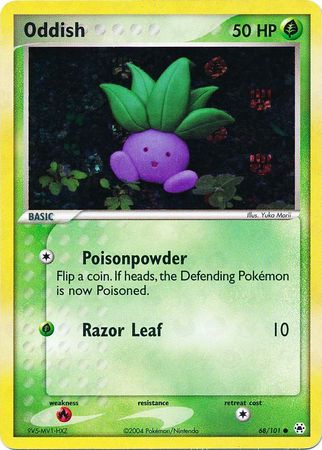 Oddish 50 HP
BASIC Illus. Yuko Morii
Poisonpowder
Flip a coin. If heads, the Defending Pokémon
is now Poisoned.
Razor Leaf 10
weakness resistance retreat cost
©2004 Pokémon/Nintendo 68/101